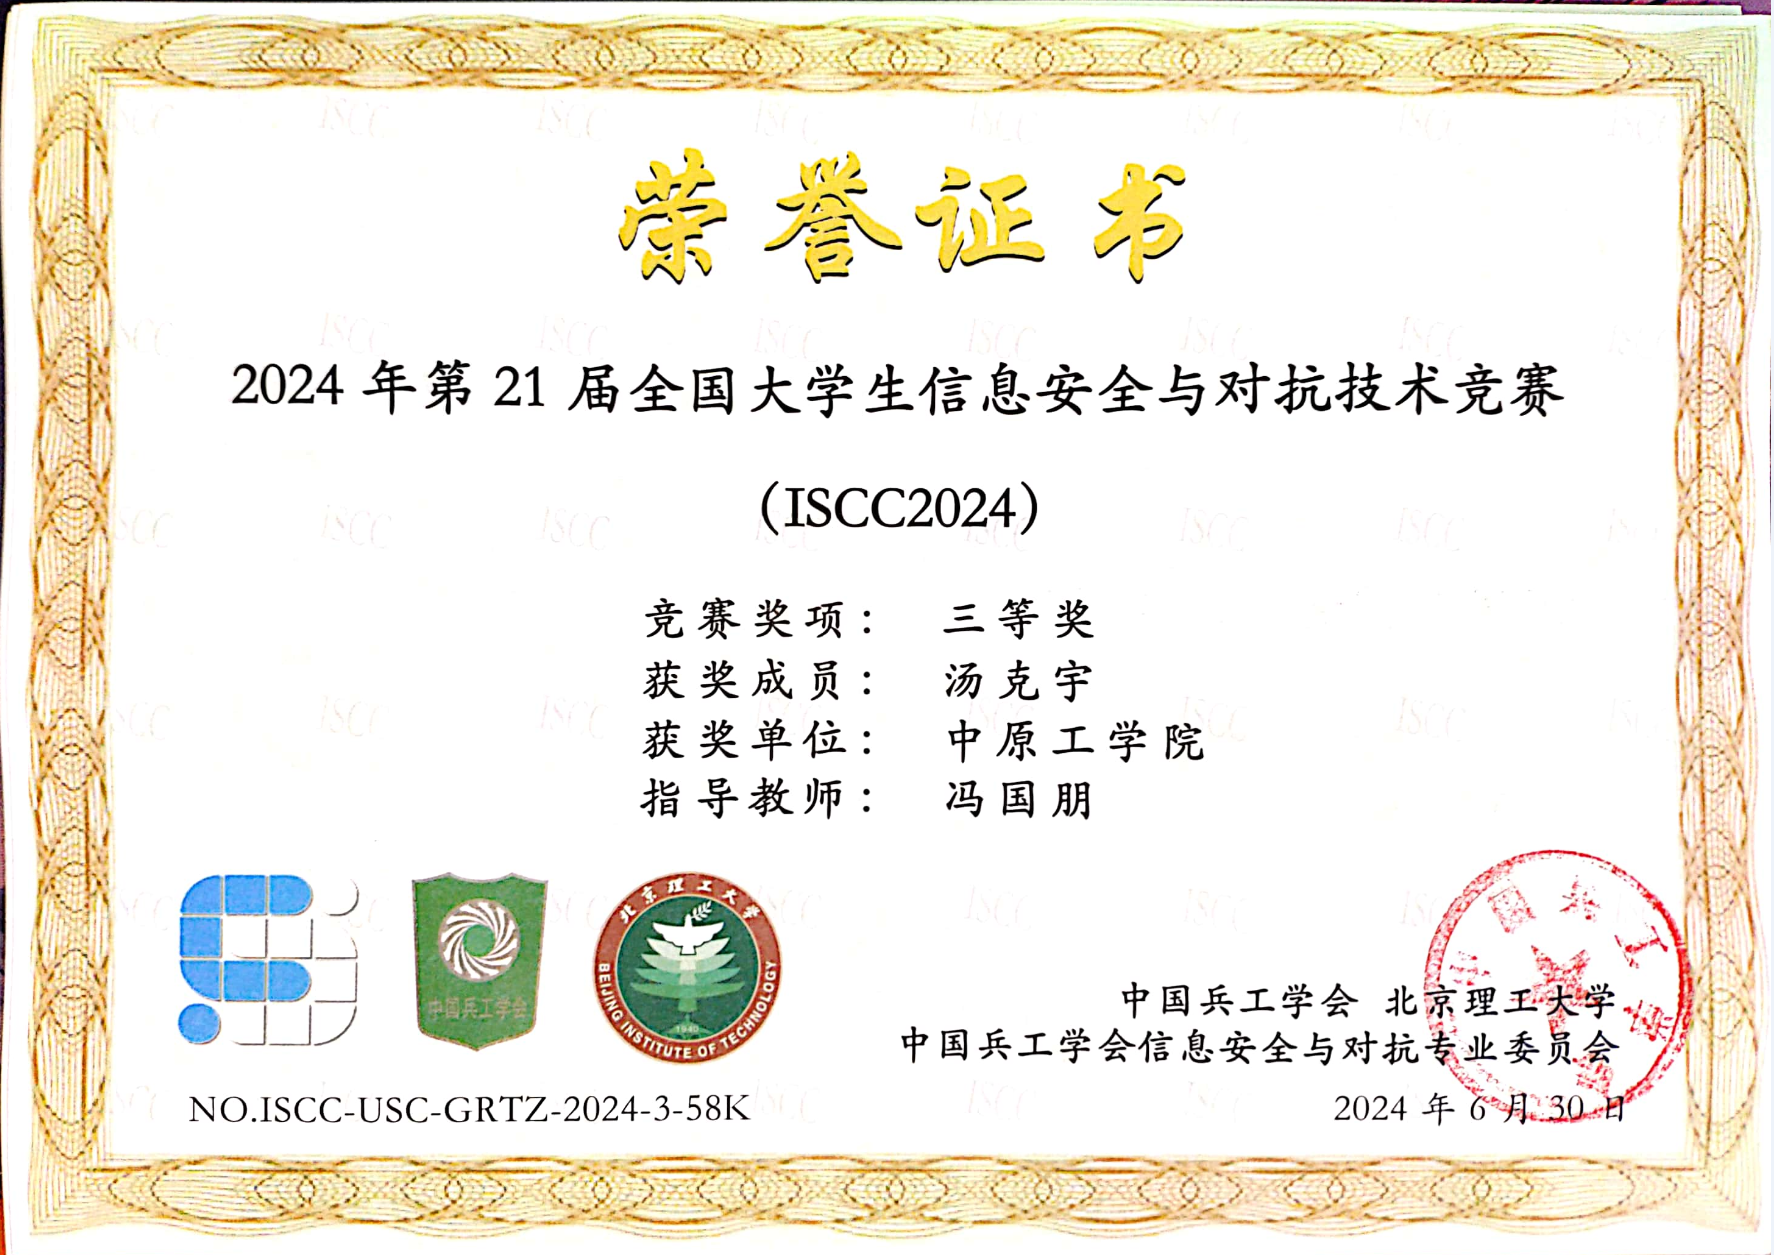 荣誉证书
2024 年第 21 届全国大学生信息安全与对抗技术竞赛
（ISCC2024）
竞赛奖项： 三等奖
获奖成员： 汤克宇
获奖单位： 中原工学院
指导教师： 冯国朋
中国兵工学会
北京理工大学
BEIJING INSTITUTE OF TECHNOLOGY
1940
中国兵工学会 北京理工大学
中国兵工学会信息安全与对抗专业委员会
NO.ISCC-USC-GRTZ-2024-3-58K
2024 年 6 月 30 日